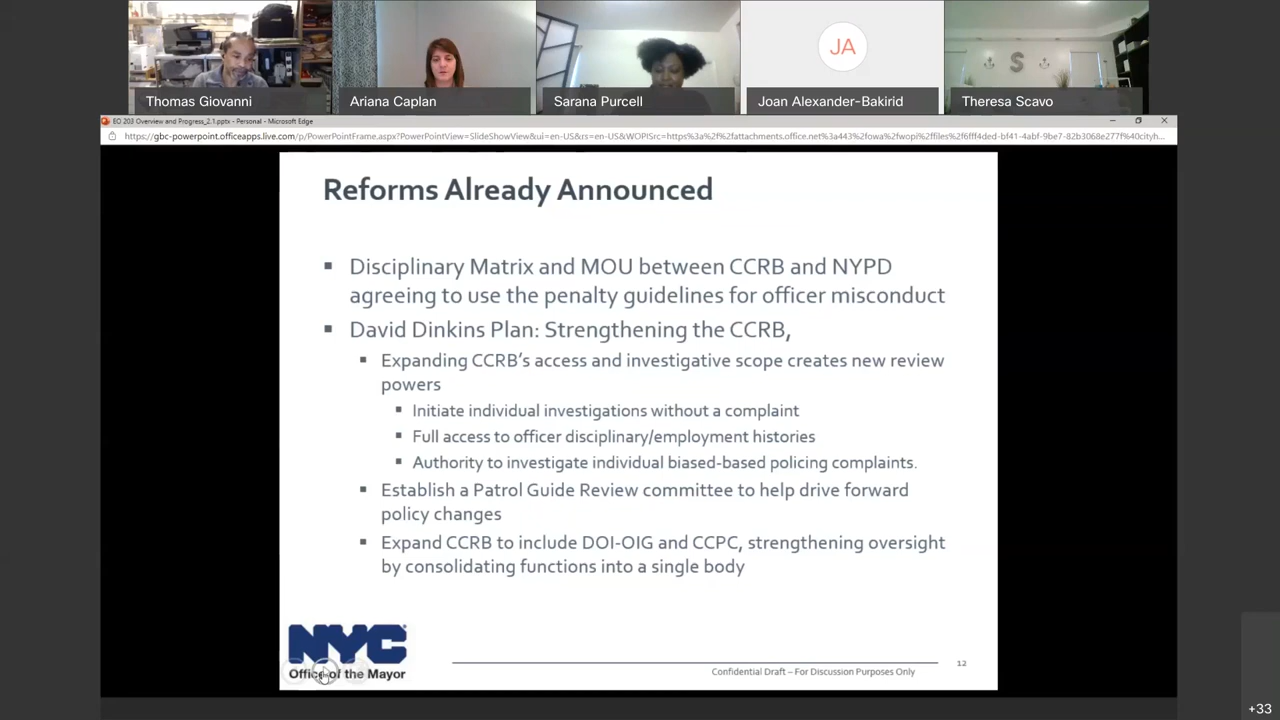 Thomas Giovanni
Ariana Caplan
Sarana Purcell
JA
Joan Alexander-Bakirid
S
Theresa Scavo
EO 203 Overview and Progress_2.1.pptx - Personal - Microsoft Edge
https://gbc-powerpoint.officeapps.live.com/p/PowerPointFrame.aspx?PowerPointView=SlideShowView&ui=en-US&rs=en-US&WOPISrc=https%3a%2f%2fattachments.office.net%3a443%2fowa%2fwopi%2ffiles%2f6fff4ded-bf41-4abf-9be7-82b3068e277f%40cityh...
Reforms Already Announced
▪ Disciplinary Matrix and MOU between CCRB and NYPD
agreeing to use the penalty guidelines for officer misconduct
▪ David Dinkins Plan: Strengthening the CCRB,
▪ Expanding CCRB's access and investigative scope creates new review
powers
▪ Initiate individual investigations without a complaint
▪ Full access to officer disciplinary/employment histories
▪ Authority to investigate individual biased-based policing complaints.
▪ Establish a Patrol Guide Review committee to help drive forward
policy changes
▪ Expand CCRB to include DOI-OIG and CCPC, strengthening oversight
by consolidating functions into a single body
NYC
Office of the Mayor
Confidential Draft – For Discussion Purposes Only
12
+33